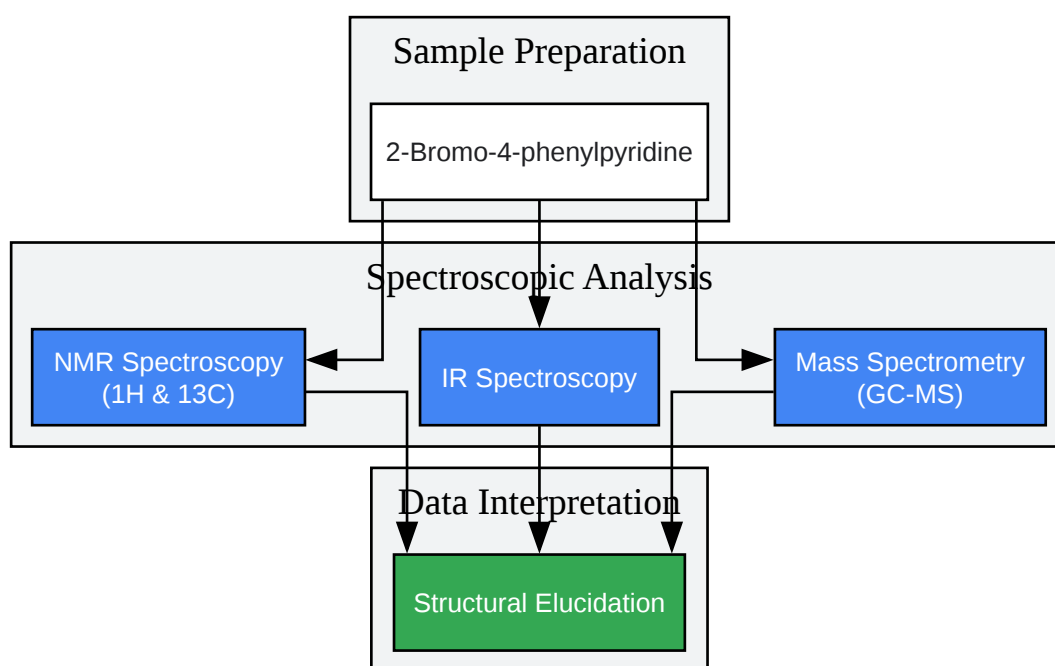 Sample Preparation
2-Bromo-4-phenylpyridine
Spectroscopic Analysis
NMR Spectroscopy
(1H & 13C)
IR Spectroscopy
Mass Spectrometry
(GC-MS)
Data Interpretation
Structural Elucidation